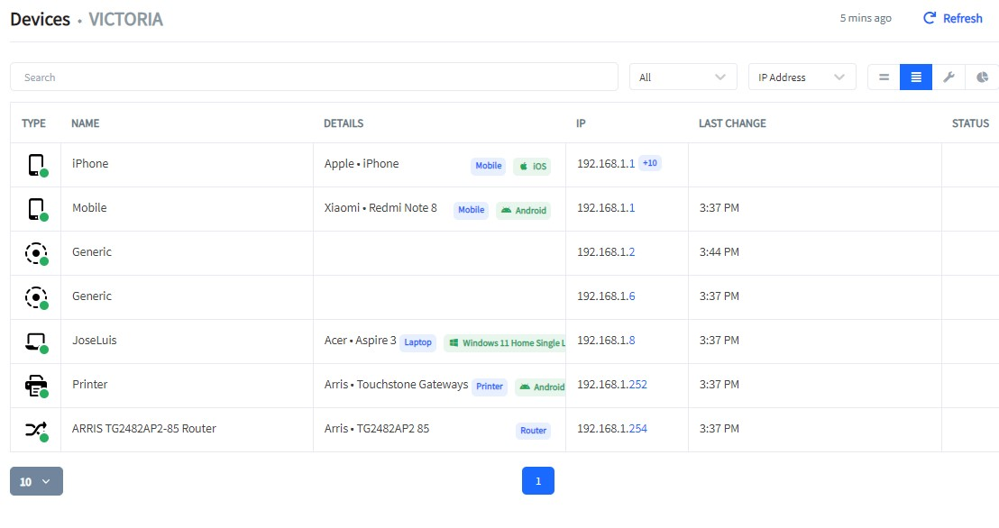 Devices • VICTORIA
5 mins ago Refresh
Search All IP Address
TYPE NAME DETAILS IP LAST CHANGE STATUS
iPhone Apple • iPhone Mobile iOS 192.168.1.1 +10
Mobile Xiaomi • Redmi Note 8 Mobile Android 192.168.1.1 3:37 PM
Generic 192.168.1.2 3:44 PM
Generic 192.168.1.6 3:37 PM
JoseLuis Acer • Aspire 3 Laptop Windows 11 Home Single L 192.168.1.8 3:37 PM
Printer Arris • Touchstone Gateways Printer Android 192.168.1.252 3:37 PM
ARRIS TG2482AP2-85 Router Arris • TG2482AP2 85 Router 192.168.1.254 3:37 PM
10 1